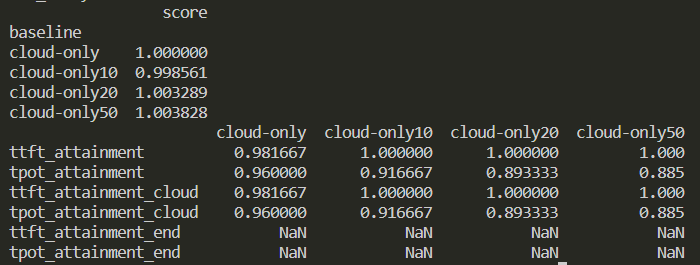 score
baseline
cloud-only 1.000000
cloud-only10 0.998561
cloud-only20 1.003289
cloud-only50 1.003828
cloud-only cloud-only10 cloud-only20 cloud-only50
ttft_attainment 0.981667 1.000000 1.000000 1.000
tpot_attainment 0.960000 0.916667 0.893333 0.885
ttft_attainment_cloud 0.981667 1.000000 1.000000 1.000
tpot_attainment_cloud 0.960000 0.916667 0.893333 0.885
ttft_attainment_end NaN NaN NaN NaN
tpot_attainment_end NaN NaN NaN NaN